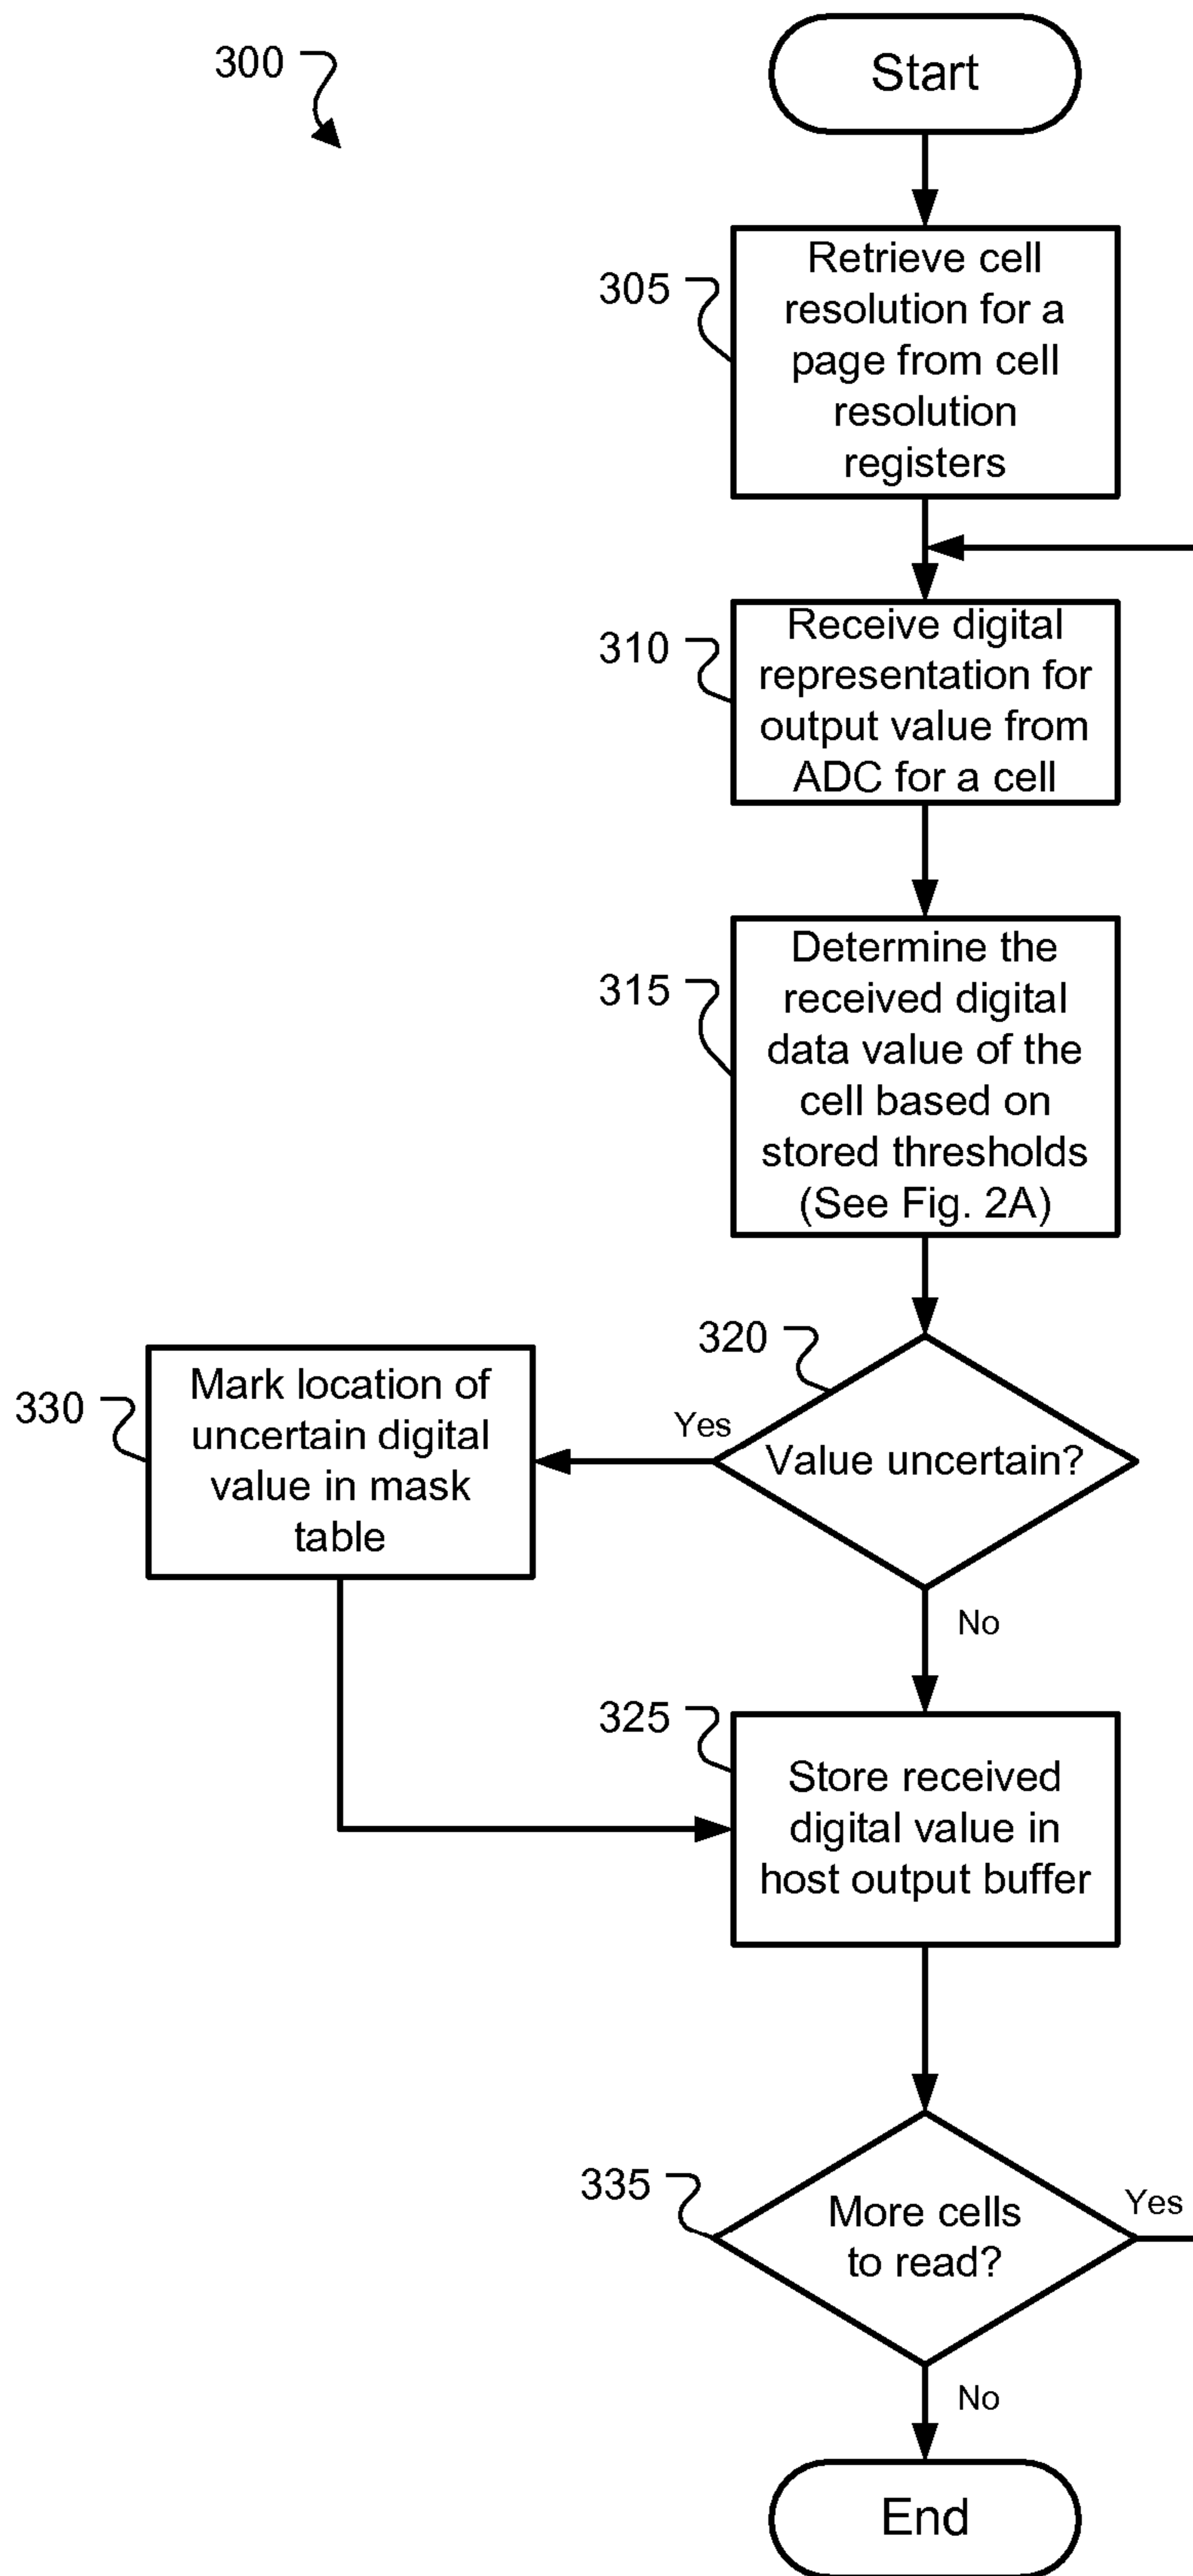 300
Start
305
Retrieve cell
resolution for a
page from cell
resolution
registers
310
Receive digital
representation for
output value from
ADC for a cell
315
Determine the
received digital
data value of the
cell based on
stored thresholds
(See Fig. 2A)
320
Value uncertain?
Yes
No
330
Mark location of
uncertain digital
value in mask
table
325
Store received
digital value in
host output buffer
335
More cells
to read?
Yes
No
End